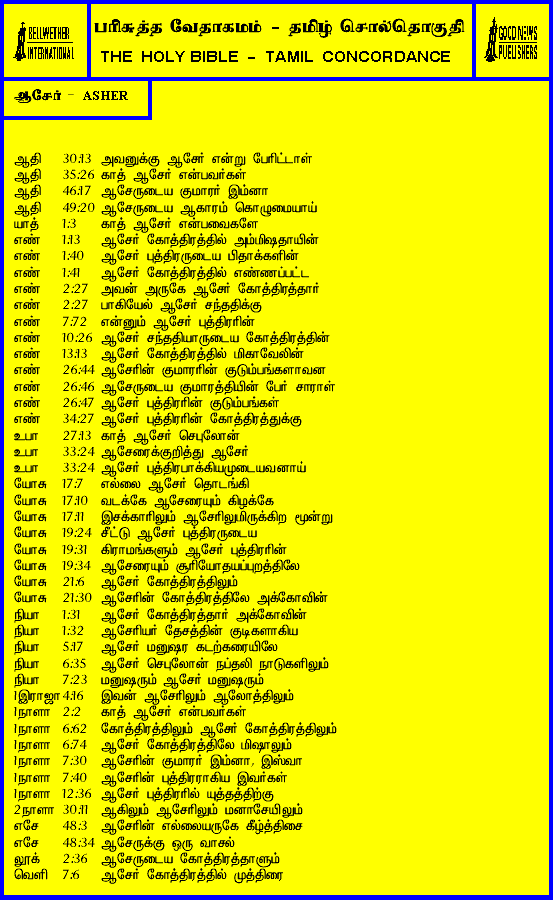 BELLWETHER
INTERNATIONAL
பரிசுத்த வேதாகமம் - தமிழ் சொல்தொகுதி
THE HOLY BIBLE - TAMIL CONCORDANCE
GOOD NEWS
PUBLISHERS
ஆசேர் - ASHER
ஆதி 30:13 அவனுக்கு ஆசேர் என்று பேரிட்டாள்
ஆதி 35:26 காத் ஆசேர் என்பவர்கள்
ஆதி 46:17 ஆசேருடைய குமாரர் இம்னா
ஆதி 49:20 ஆசேருடைய ஆகாரம் கொழுமையாய்
யாத் 1:3 காத் ஆசேர் என்பவைகளே
எண் 1:13 ஆசேர் கோத்திரத்தில் அம்மிஷதாயின்
எண் 1:40 ஆசேர் புத்திரருடைய பிதாக்களின்
எண் 1:41 ஆசேர் கோத்திரத்தில் எண்ணப்பட்ட
எண் 2:27 அவன் அருகே ஆசேர் கோத்திரத்தார்
எண் 2:27 பாகியேல் ஆசேர் சந்ததிக்கு
எண் 7:72 என்னும் ஆசேர் புத்திரரின்
எண் 10:26 ஆசேர் சந்ததியாருடைய கோத்திரத்தின்
எண் 13:13 ஆசேர் கோத்திரத்தில் மிகாவேலின்
எண் 26:44 ஆசேரின் குமாரரின் குடும்பங்களாவன
எண் 26:46 ஆசேருடைய குமாரத்தியின் பேர் சாராள்
எண் 26:47 ஆசேர் புத்திரரின் குடும்பங்கள்
எண் 34:27 ஆசேர் புத்திரரின் கோத்திரத்துக்கு
உபா 27:13 காத் ஆசேர் செபுலோன்
உபா 33:24 ஆசேரைக்குறித்து ஆசேர்
உபா 33:24 ஆசேர் புத்திரபாக்கியமுடையவனாய்
யோசு 17:7 எல்லை ஆசேர் தொடங்கி
யோசு 17:10 வடக்கே ஆசேரையும் கிழக்கே
யோசு 17:11 இசக்காரிலும் ஆசேரிலுமிருக்கிற மூன்று
யோசு 19:24 சீட்டு ஆசேர் புத்திரருடைய
யோசு 19:31 கிராமங்களும் ஆசேர் புத்திரரின்
யோசு 19:34 ஆசேரையும் சூரியோதயப்புறத்திலே
யோசு 21:6 ஆசேர் கோத்திரத்திலும்
யோசு 21:30 ஆசேரின் கோத்திரத்திலே அக்கோவின்
நியா 1:31 ஆசேர் கோத்திரத்தார் அக்கோவின்
நியா 1:32 ஆசேரியர் தேசத்தின் குடிகளாகிய
நியா 5:17 ஆசேர் மனுஷர கடற்கரையிலே
நியா 6:35 ஆசேர் செபுலோன் நப்தலி நாடுகளிலும்
நியா 7:23 மனுஷரும் ஆசேர் மனுஷரும்
1இராஜா 4:16 இவன் ஆசேரிலும் ஆலோத்திலும்
1நாளா 2:2 காத் ஆசேர் என்பவர்கள்
1நாளா 6:62 கோத்திரத்திலும் ஆசேர் கோத்திரத்திலும்
1நாளா 6:74 ஆசேர் கோத்திரத்திலே மிஷாலும்
1நாளா 7:30 ஆசேரின் குமாரர் இம்னா, இஸ்வா
1நாளா 7:40 ஆசேரின் புத்திரராகிய இவர்கள்
1நாளா 12:36 ஆசேர் புத்திரரில் யுத்தத்திற்கு
2நாளா 30:11 ஆகிலும் ஆசேரிலும் மனாசேயிலும்
எசே 48:3 ஆசேரின் எல்லையருகே கீழ்த்திசை
எசே 48:34 ஆசேருக்கு ஒரு வாசல்
லூக் 2:36 ஆசேருடைய கோத்திரத்தாளும்
வெளி 7:6 ஆசேர் கோத்திரத்தில் முத்திரை